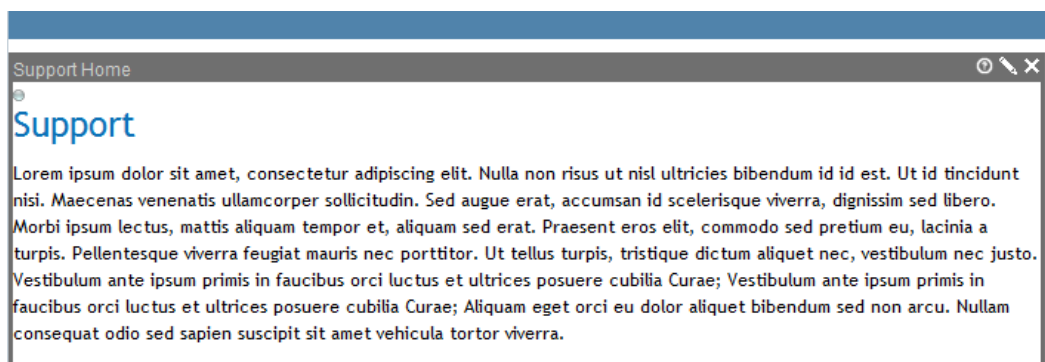 Support Home
Support
Lorem ipsum dolor sit amet, consectetur adipiscing elit. Nulla non risus ut nisl ultricies bibendum id id est. Ut id tincidunt
nisi. Maecenas venenatis ullamcorper sollicitudin. Sed augue erat, accumsan id scelerisque viverra, dignissim sed libero.
Morbi ipsum lectus, mattis aliquam tempor et, aliquam sed erat. Praesent eros elit, commodo sed pretium eu, lacinia a
turpis. Pellentesque viverra feugiat mauris nec porttitor. Ut tellus turpis, tristique dictum aliquet nec, vestibulum nec justo.
Vestibulum ante ipsum primis in faucibus orci luctus et ultrices posuere cubilia Curae; Vestibulum ante ipsum primis in
faucibus orci luctus et ultrices posuere cubilia Curae; Aliquam eget orci eu dolor aliquet bibendum sed non arcu. Nullam
consequat odio sed sapien suscipit sit amet vehicula tortor viverra.